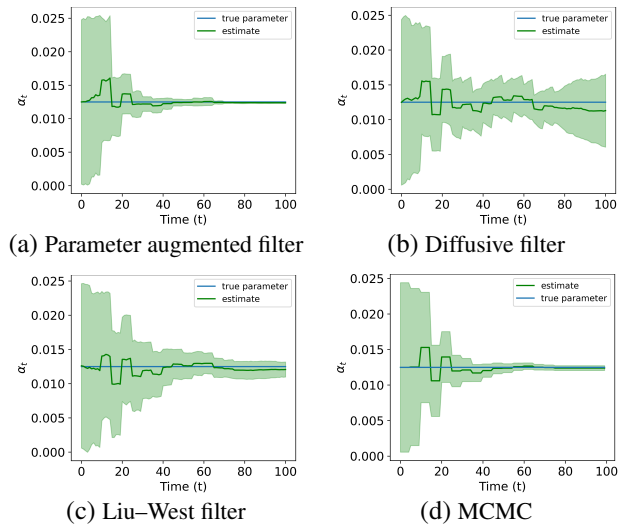 0.025
0.020
0.015
0.010
0.005
0.000
αt
true parameter
estimate
0 20 40 60 80 100
Time (t)
(a) Parameter augmented filter
0.025
0.020
0.015
0.010
0.005
0.000
αt
true parameter
estimate
0 20 40 60 80 100
Time (t)
(b) Diffusive filter
0.025
0.020
0.015
0.010
0.005
0.000
αt
true parameter
estimate
0 20 40 60 80 100
Time (t)
(c) Liu–West filter
0.025
0.020
0.015
0.010
0.005
0.000
αt
estimate
true parameter
0 20 40 60 80 100
Time (t)
(d) MCMC